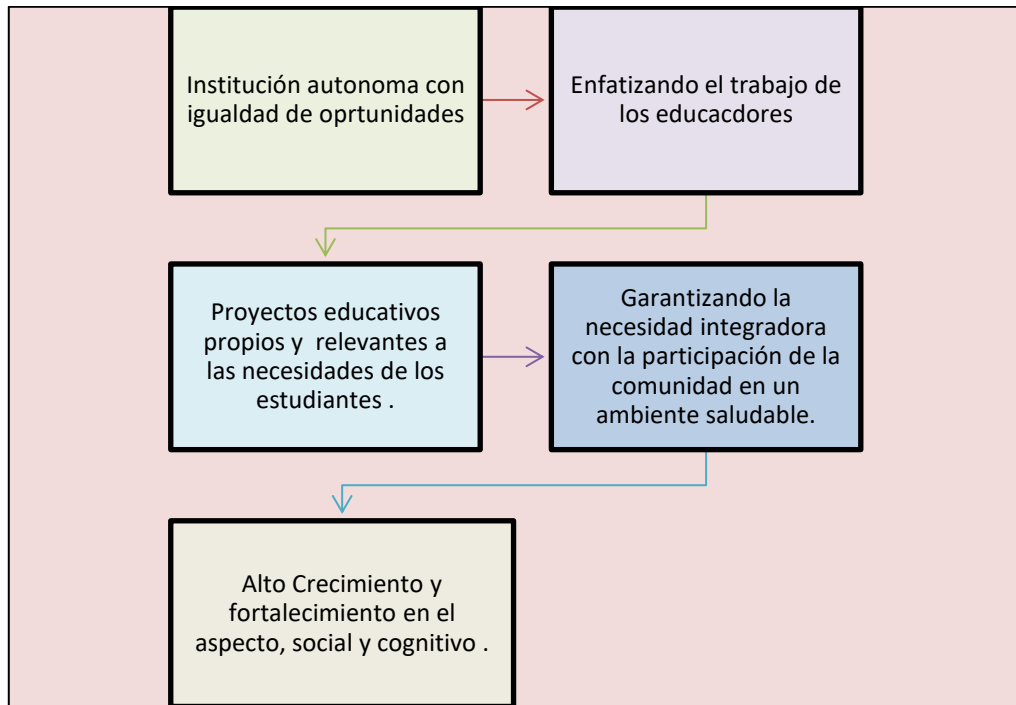 Institución autonoma con
igualdad de oprtunidades
Enfatizando el trabajo de
los educacdores
Proyectos educativos
propios y  relevantes a
las necesidades de los
estudiantes .
Garantizando la
necesidad integradora
con la participación de la
comunidad en un
ambiente saludable.
Alto Crecimiento y
fortalecimiento en el
aspecto, social y cognitivo .